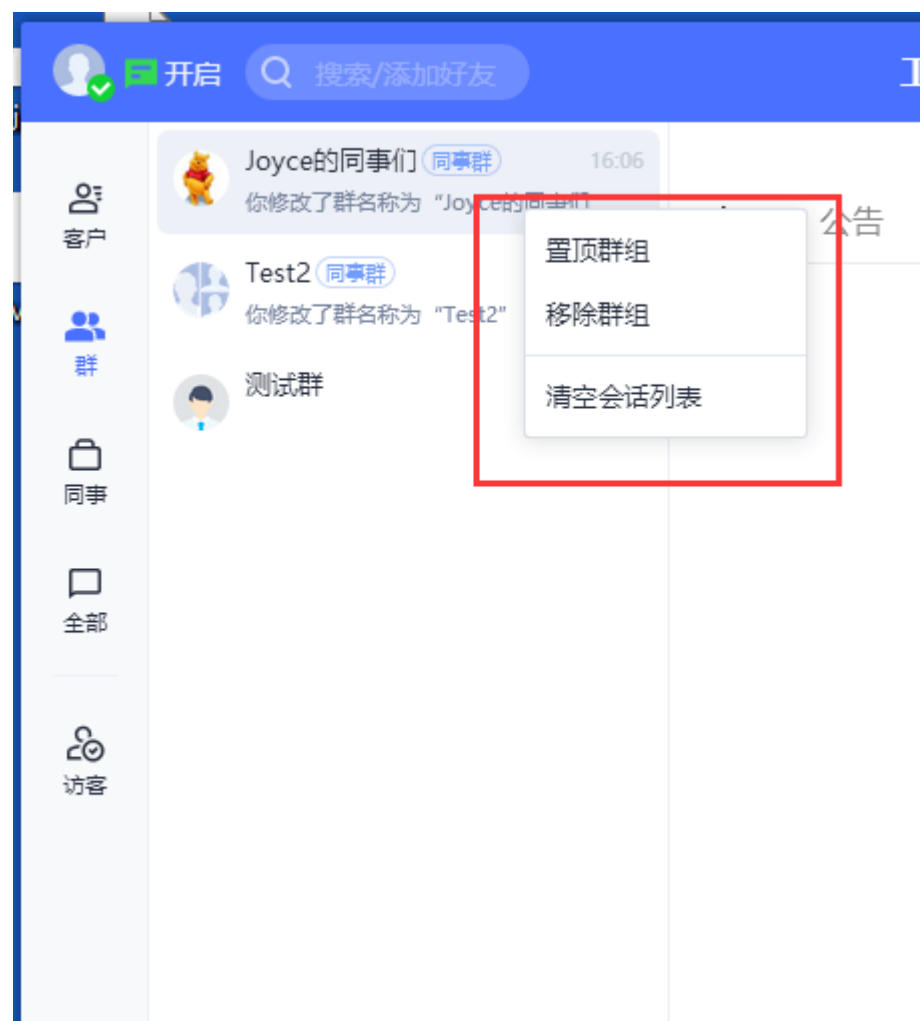 开启
搜索/添加好友
Joyce的同事们 同事群 16:06
你修改了群名称为 “Joyce的同事们
公告
客户
置顶群组
Test2 同事群
你修改了群名称为 “Test2”
移除群组
群
测试群
清空会话列表
同事
全部
访客